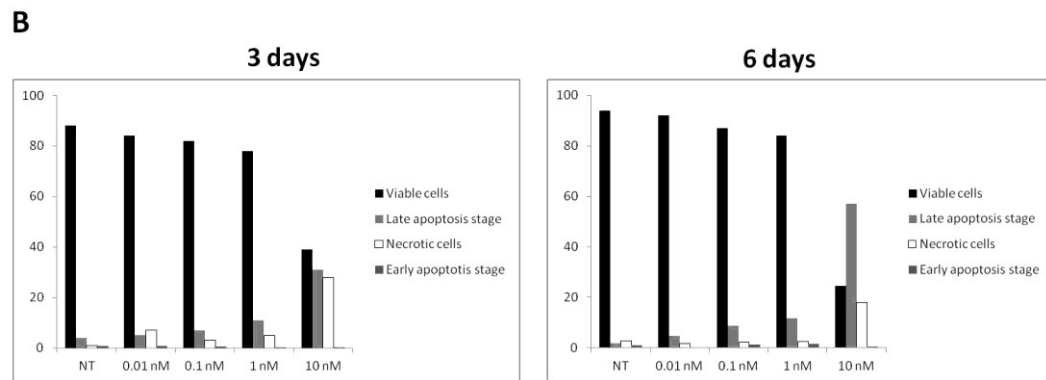 B
3 days
100
80
60
40
20
0
NT
0.01 nM
0.1 nM
1 nM
10 nM
Viable cells
Late apoptosis stage
Necrotic cells
Early apoptotis stage
6 days
100
80
60
40
20
0
NT
0.01 nM
0.1 nM
1 nM
10 nM
Viable cells
Late apoptosis stage
Necrotic cells
Early apoptosis stage